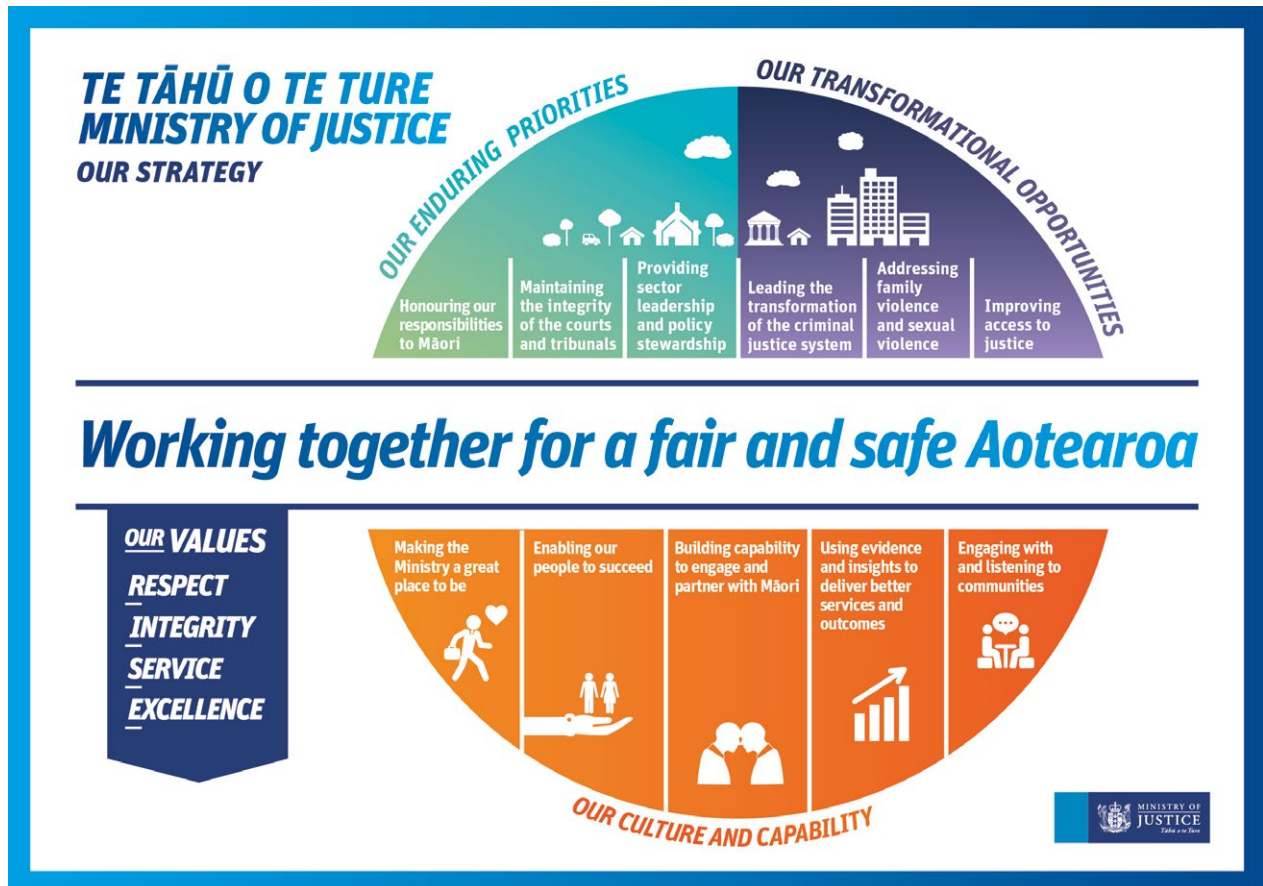 TE TĀHŪ O TE TURE
MINISTRY OF JUSTICE
OUR STRATEGY
OUR ENDURING PRIORITIES
OUR TRANSFORMATIONAL OPPORTUNITIES
Honouring our
responsibilities
to Māori
Maintaining
the integrity
of the courts
and tribunals
Providing
sector
leadership
and policy
stewardship
Leading the
transformation
of the criminal
justice system
Addressing
family
violence
and sexual
violence
Improving
access to
justice
Working together for a fair and safe Aotearoa
OUR VALUES
RESPECT
INTEGRITY
SERVICE
EXCELLENCE
Making the
Ministry a great
place to be
Enabling our
people to succeed
Building capability
to engage and
partner with Māori
Using evidence
and insights to
deliver better
services and
outcomes
Engaging with
and listening to
communities
OUR CULTURE AND CAPABILITY
MINISTRY OF
JUSTICE
Tāhū o te Ture